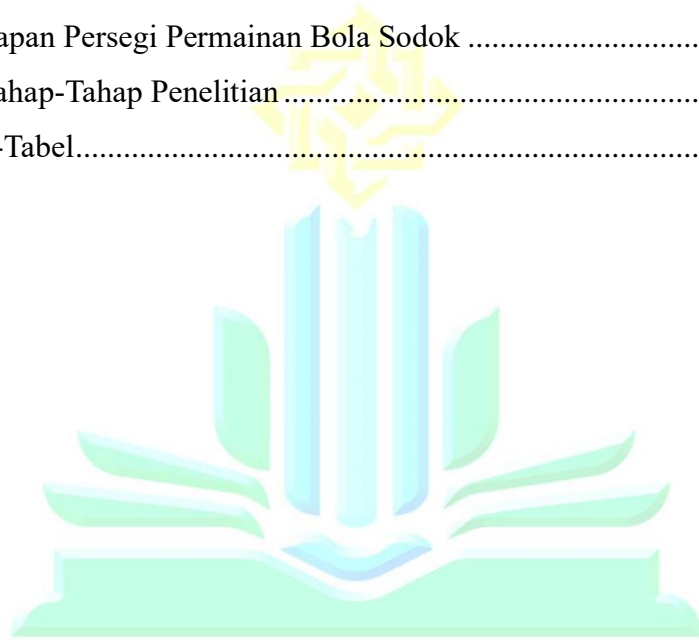 apan Persegi Permainan Bola Sodok .............................
ahap-Tahap Penelitian ....................................................
-Tabel..............................................................................